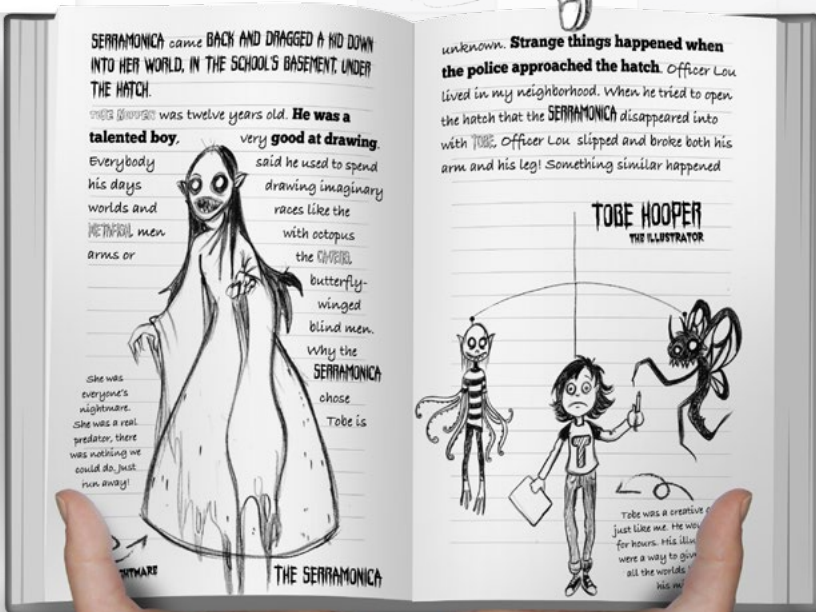 SERRAMONICA came BACK AND DRAGGED A KID DOWN
INTO HER WORLD, IN THE SCHOOL'S BASEMENT, UNDER
THE HATCH.
TOBE HOOPER was twelve years old. He was a
talented boy, very good at drawing.
Everybody said he used to spend
his days drawing imaginary
worlds and races like the
men with octopus
arms or the
butterfly-
winged
blind men.
Why the
SERRAMONICA
chose
Tobe is
She was
everyone's
nightmare.
She was a real
predator, there
was nothing we
could do. Just
run away!
THE SERRAMONICA
unknown. Strange things happened when
the police approached the hatch. Officer Lou
lived in my neighborhood. When he tried to open
the hatch that the SERRAMONICA disappeared into
with TOBE, Officer Lou slipped and broke both his
arm and his leg! Something similar happened
TOBE HOOPER
THE ILLUSTRATOR
T
Tobe was a creative
just like me. He
for hours. His
were a way to
all the worlds
his